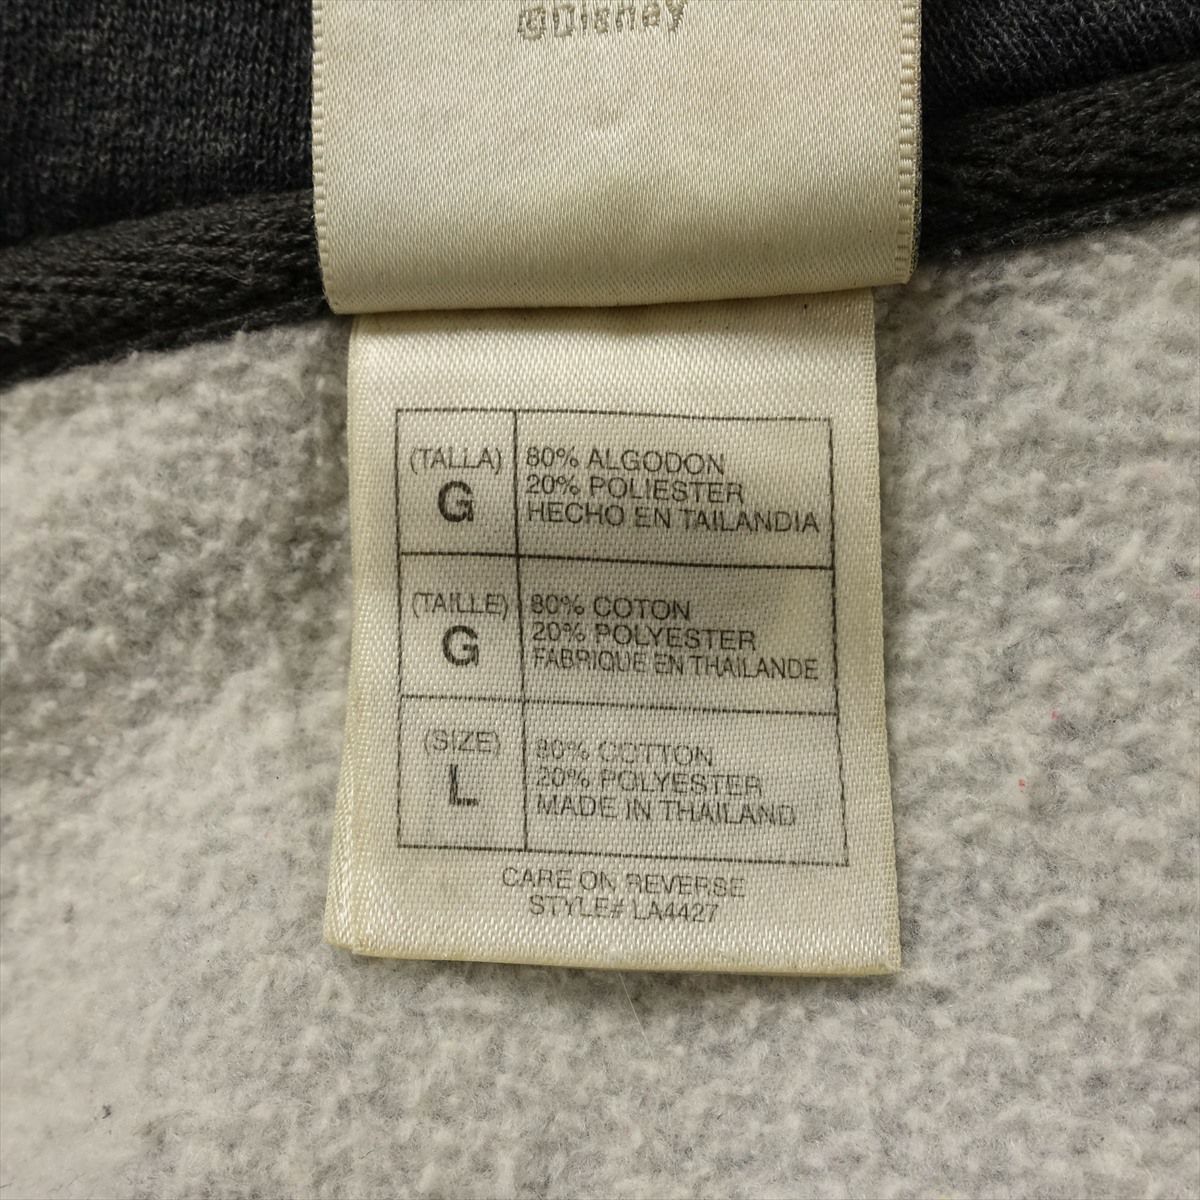 ©Disney
(TALLA)
G
80% ALGODON
20% POLIESTER
HECHO EN TAILANDIA
(TAILLE)
G
80% COTON
20% POLYESTER
FABRIQUE EN THAILANDE
(SIZE)
L
80% COTTON
20% POLYESTER
MADE IN THAILAND
CARE ON REVERSE
STYLE# LA4427